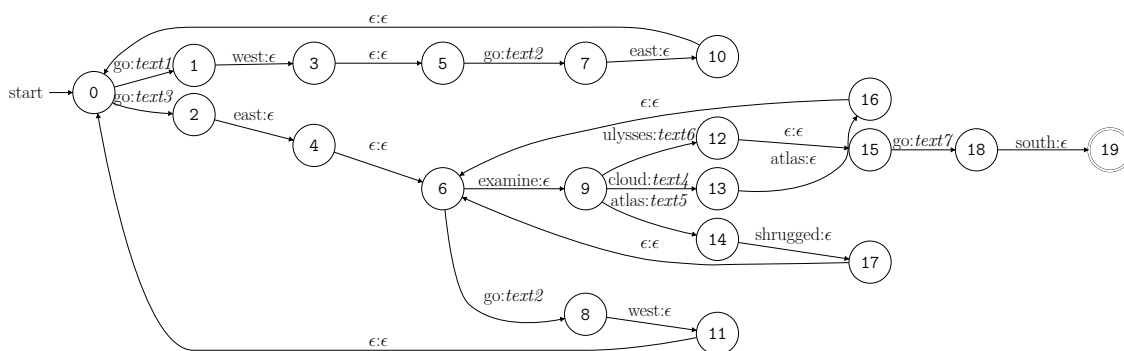 ϵ:ϵ
go:text1
1
west:ϵ
3
ϵ:ϵ
5
go:text2
7
east:ϵ
10
start
0
go:text3
2
east:ϵ
4
ϵ:ϵ
6
examine:ϵ
9
ulysses:text6
12
ϵ:ϵ
15
go:text7
18
south:ϵ
19
cloud:text4
13
atlas:ϵ
16
ϵ:ϵ
atlas:text5
14
shrugged:ϵ
17
ϵ:ϵ
go:text2
8
west:ϵ
11
ϵ:ϵ